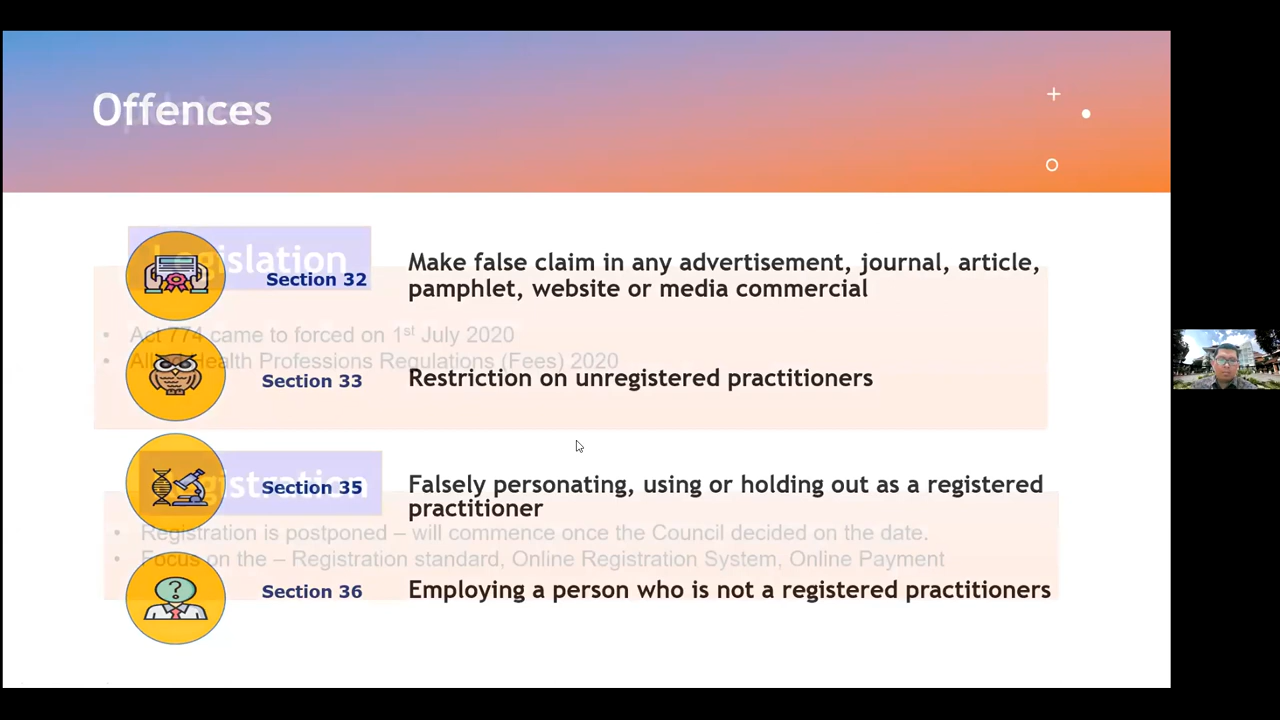 Offences
Legislation
Section 32
Make false claim in any advertisement, journal, article,
pamphlet, website or media commercial
• Act 774 came to forced on 1st July 2020
• Allied Health Professions Regulations (Fees) 2020
Section 33
Restriction on unregistered practitioners
Registration
Section 35
Falsely personating, using or holding out as a registered
practitioner
• Registration is postponed – will commence once the Council decided on the date.
• Focus on the – Registration standard, Online Registration System, Online Payment
Section 36
Employing a person who is not a registered practitioners